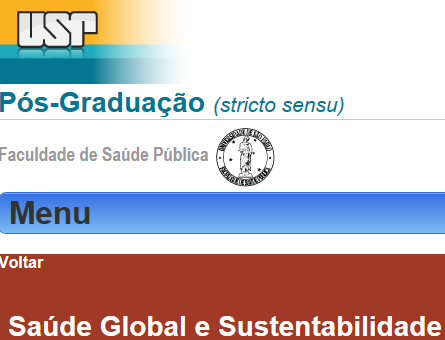 USP
Pós-Graduação (stricto sensu)
Faculdade de Saúde Pública
Menu
Voltar
Saúde Global e Sustentabilidade